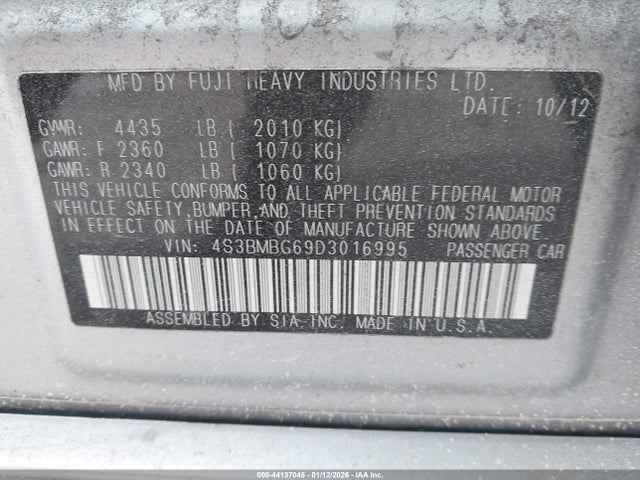 MFD BY FUJI HEAVY INDUSTRIES LTD.
DATE: 10/12
GVWR: 4435 LB ( 2010 KG)
GAWR: F 2360 LB ( 1070 KG)
GAWR: R 2340 LB ( 1060 KG)
THIS VEHICLE CONFORMS TO ALL APPLICABLE FEDERAL MOTOR
VEHICLE SAFETY, BUMPER, AND THEFT PREVENTION STANDARDS
IN EFFECT ON THE DATE OF MANUFACTURE SHOWN ABOVE
VIN: 4S3BMBG69D3016995 PASSENGER CAR
ASSEMBLED BY SIA INC. MADE IN U.S.A.
000-44137045 - 01/12/2026 - IAAI.COM